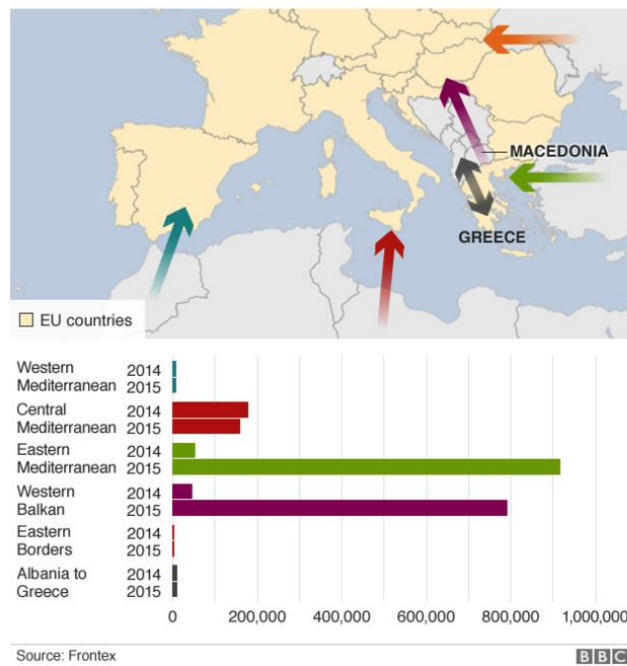 MACEDONIA
GREECE
EU countries
Western 2014
Mediterranean 2015
Central 2014
Mediterranean 2015
Eastern 2014
Mediterranean 2015
Western 2014
Balkan 2015
Eastern 2014
Borders 2015
Albania to 2014
Greece 2015
0 200,000 400,000 600,000 800,000 1,000,000
Source: Frontex BBC